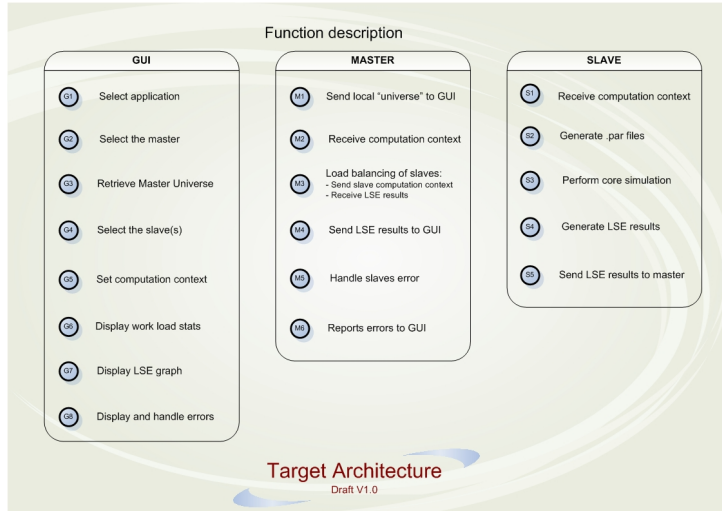 Function description
GUI
G1 Select application
G2 Select the master
G3 Retrieve Master Universe
G4 Select the slave(s)
G5 Set computation context
G6 Display work load stats
G7 Display LSE graph
G8 Display and handle errors
MASTER
M1 Send local “universe” to GUI
M2 Receive computation context
M3 Load balancing of slaves:
- Send slave computation context
- Receive LSE results
M4 Send LSE results to GUI
M5 Handle slaves error
M6 Reports errors to GUI
SLAVE
S1 Receive computation context
S2 Generate .par files
S3 Perform core simulation
S4 Generate LSE results
S5 Send LSE results to master
Target Architecture
Draft V1.0